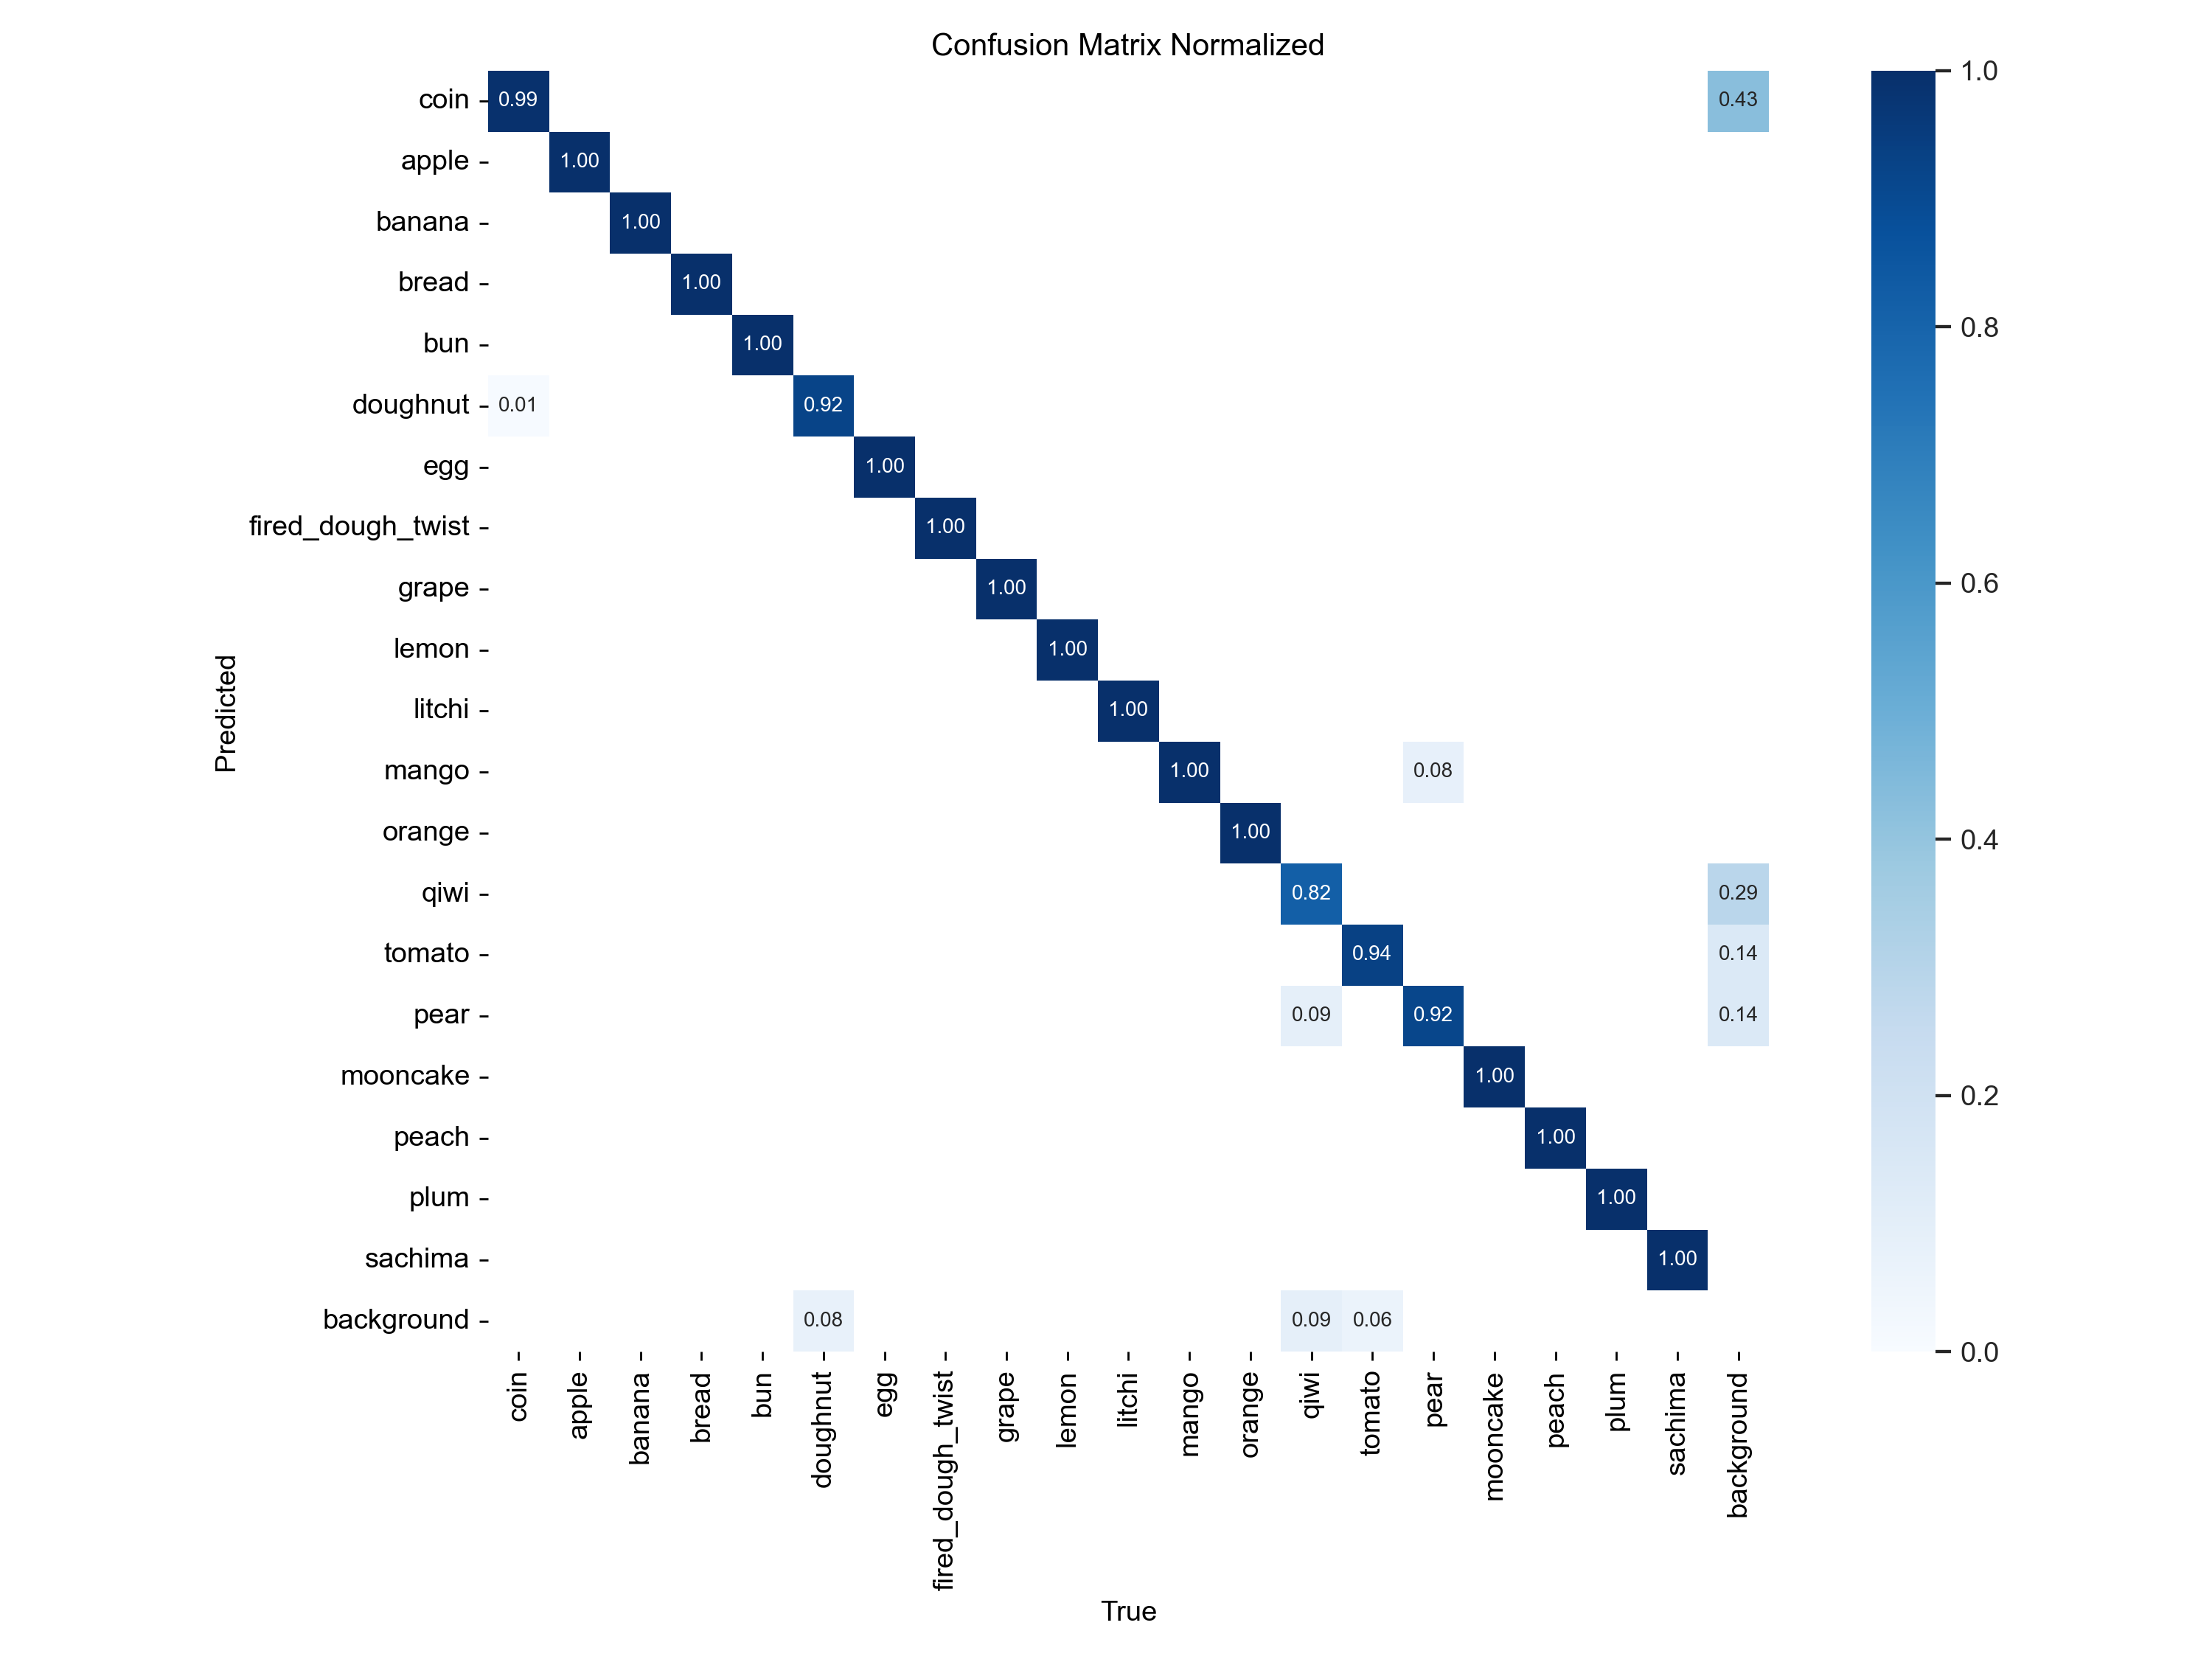 Confusion Matrix Normalized
coin 0.99 0.43
apple 1.00
banana 1.00
bread 1.00
bun 1.00
doughnut 0.01 0.92
egg 1.00
fired_dough_twist 1.00
grape 1.00
lemon 1.00
litchi 1.00
mango 1.00 0.08
orange 1.00
qiwi 0.82 0.29
tomato 0.94 0.14
pear 0.09 0.92 0.14
mooncake 1.00
peach 1.00
plum 1.00
sachima 1.00
background 0.08 0.09 0.06
Predicted
coin
apple
banana
bread
bun
doughnut
egg
fired_dough_twist
grape
lemon
litchi
mango
orange
qiwi
tomato
pear
mooncake
peach
plum
sachima
background
True
1.0
0.8
0.6
0.4
0.2
0.0